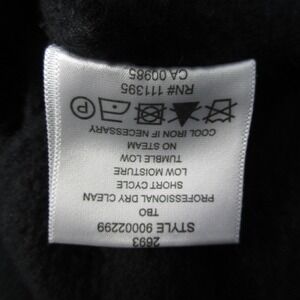 2693
STYLE 90002299
TBO
PROFESSIONAL DRY CLEAN
SHORT CYCLE
LOW MOISTURE
TUMBLE LOW
NO STEAM
COOL IRON IF NECESSARY
P
RN# 111395
CA 00985